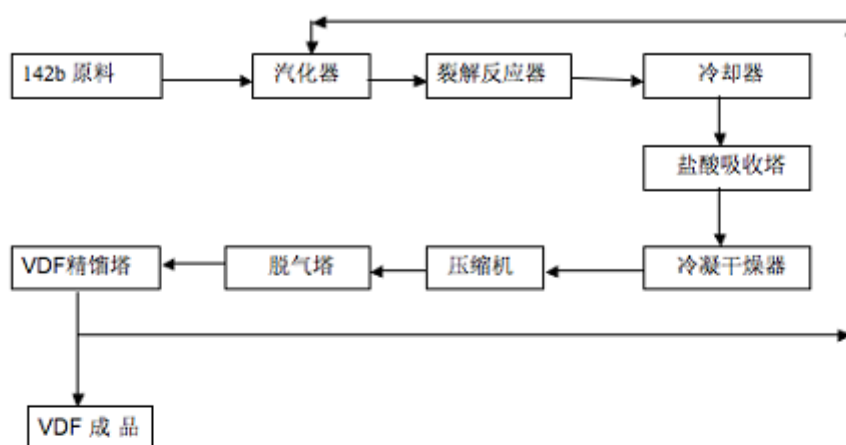 142b 原料
汽化器
裂解反应器
冷却器
盐酸吸收塔
VDF精馏塔
脱气塔
压缩机
冷凝干燥器
VDF 成 品